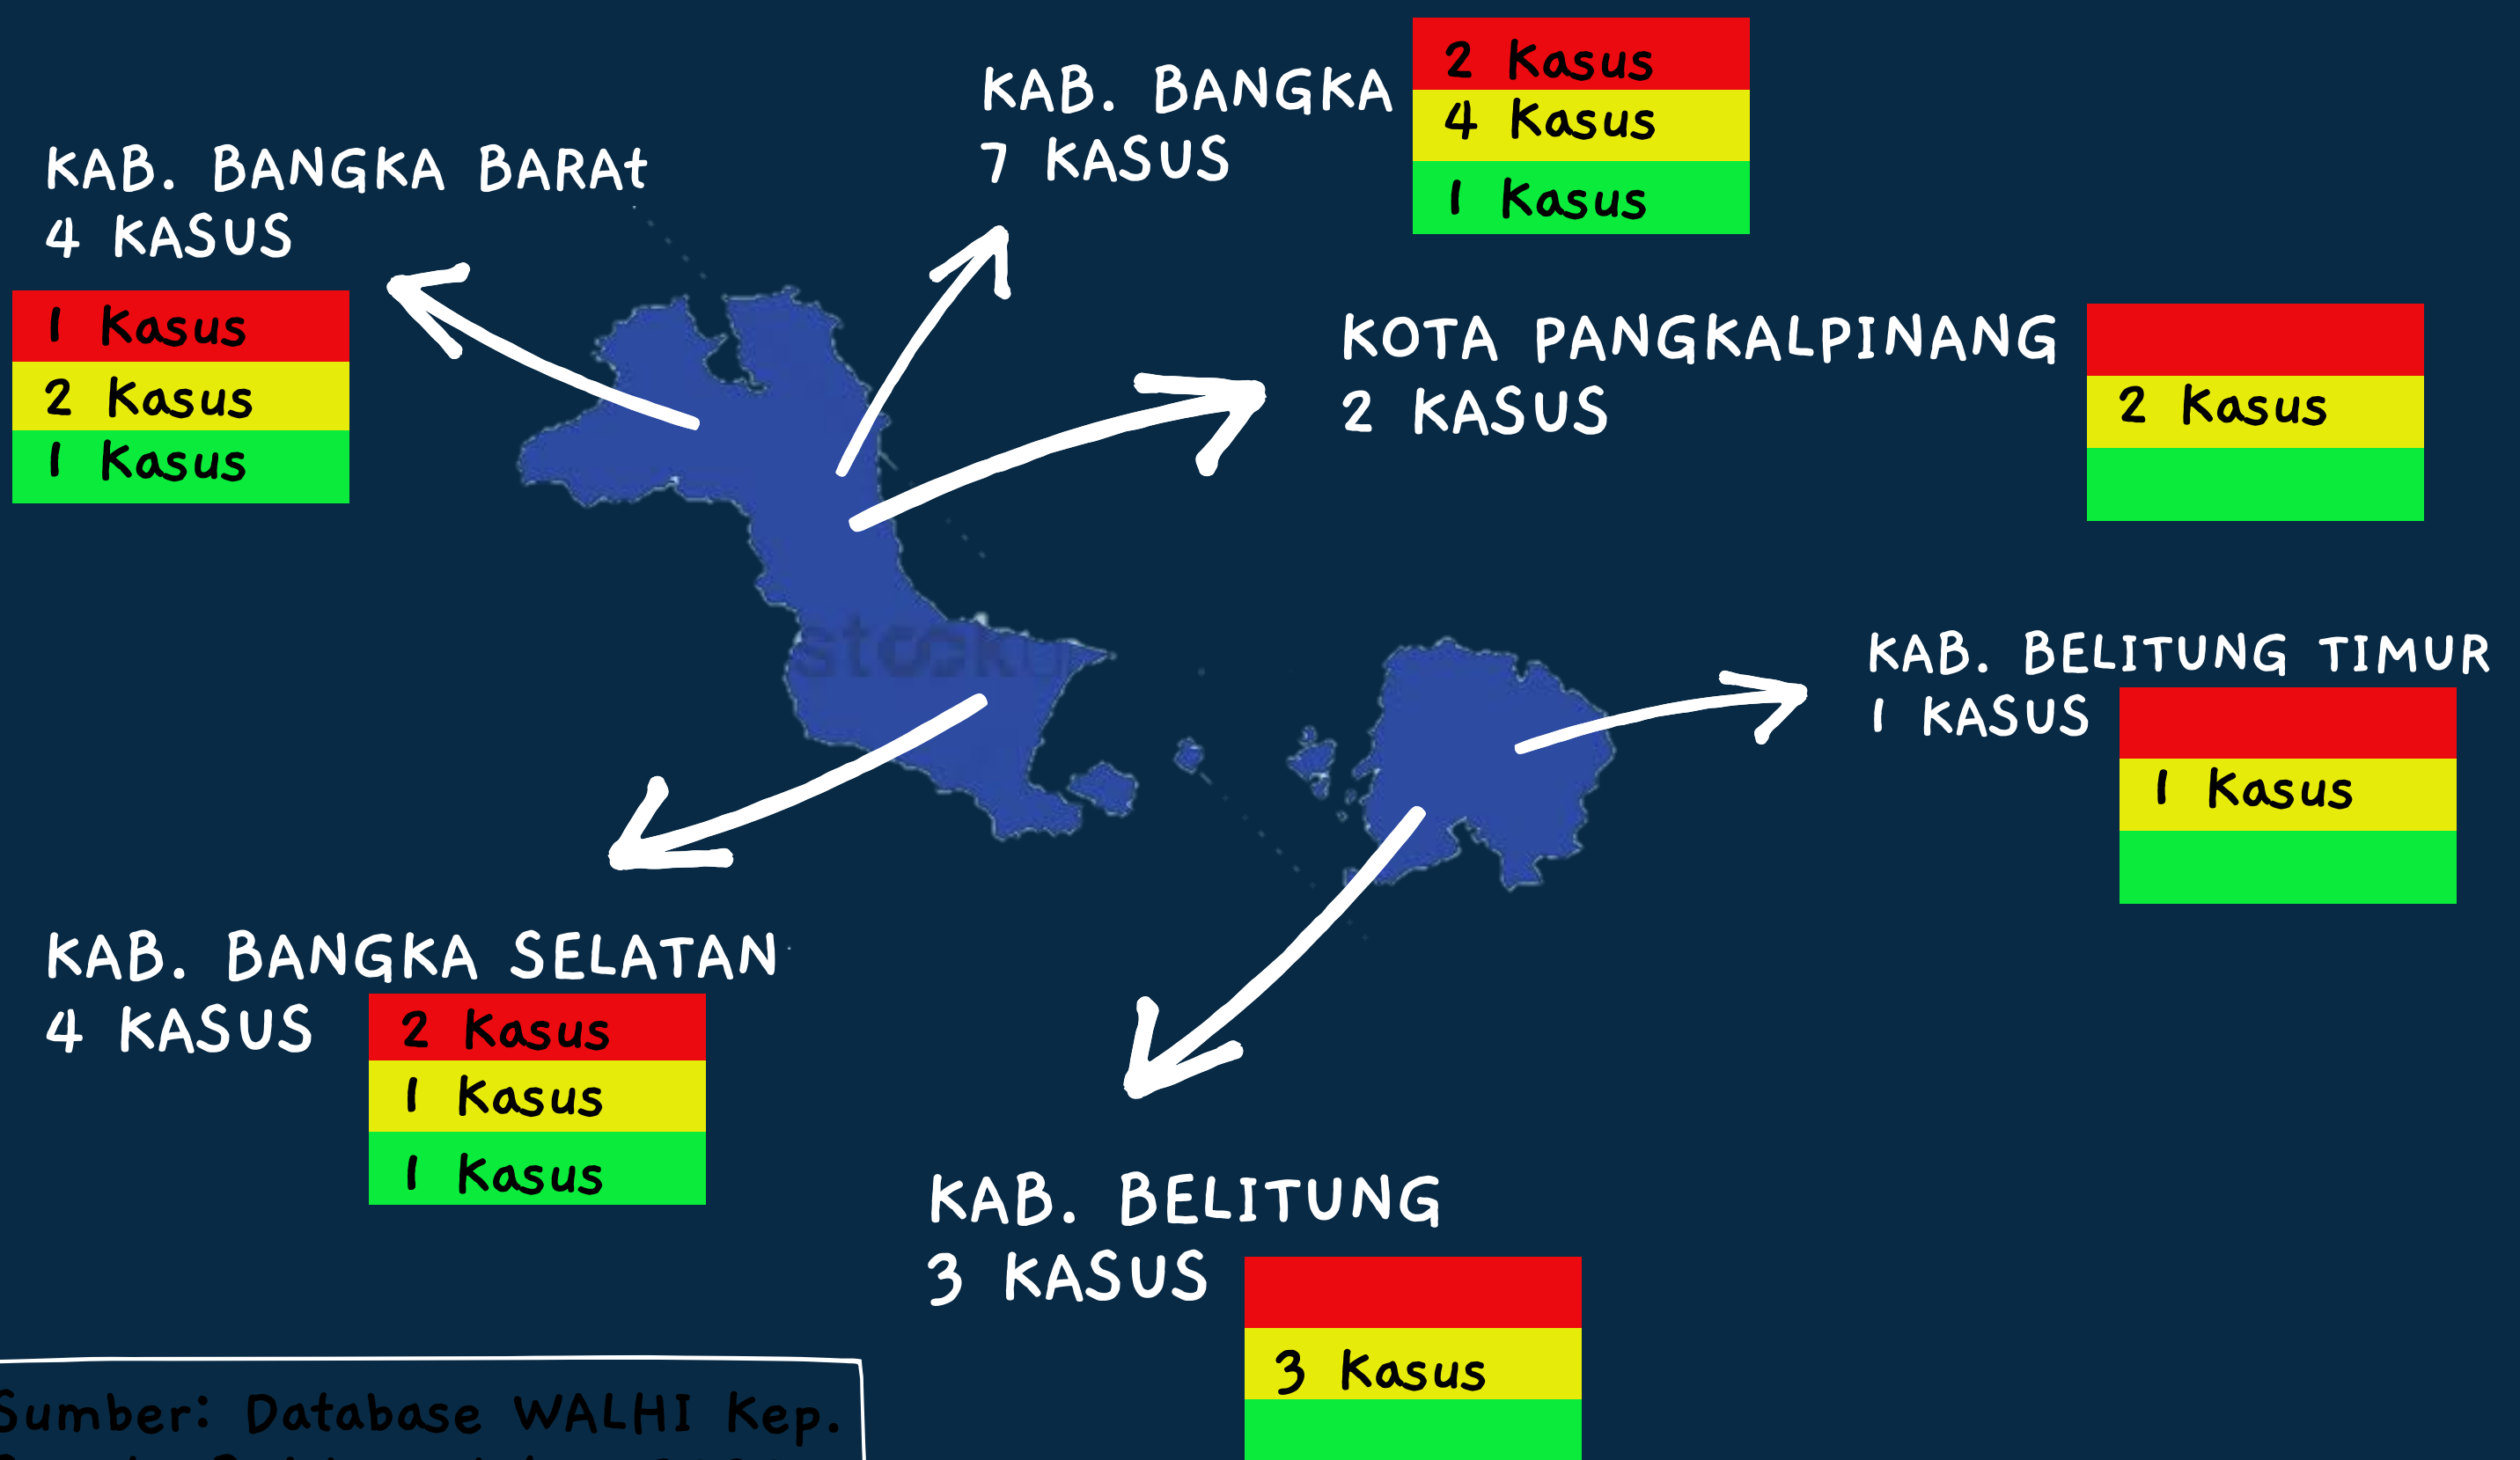 KAB. BANGKA
7 KASUS
2 Kasus
4 Kasus
1 Kasus
KAB. BANGKA BARAt
4 KASUS
1 Kasus
2 Kasus
1 Kasus
KOTA PANGKALPINANG
2 KASUS
2 Kasus
KAB. BELITUNG TIMUR
1 KASUS
1 Kasus
KAB. BANGKA SELATAN
4 KASUS
2 Kasus
1 Kasus
1 Kasus
KAB. BELITUNG
3 KASUS
3 Kasus
Sumber: Database WALHI Kep.